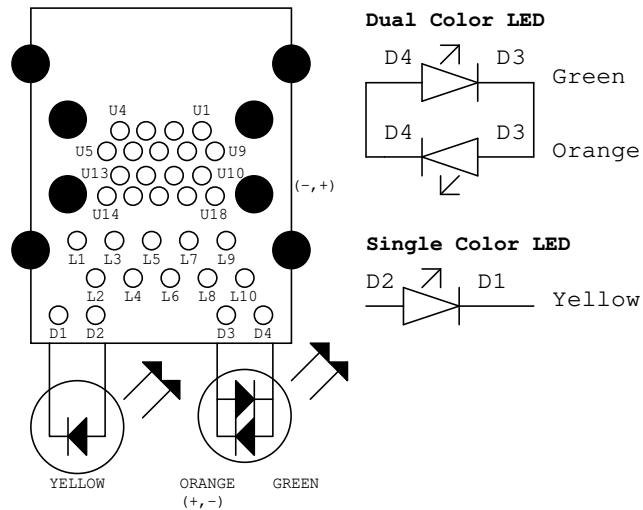 Dual Color LED
D4 D3
Green
D4 D3
Orange
U4 U1
U5 U9
U13 U10
(-,+)
U14 U18
L1 L3 L5 L7 L9
L2 L4 L6 L8 L10
D1 D2 D3 D4
Single Color LED
D2 D1
Yellow
YELLOW
ORANGE GREEN
(+,-)